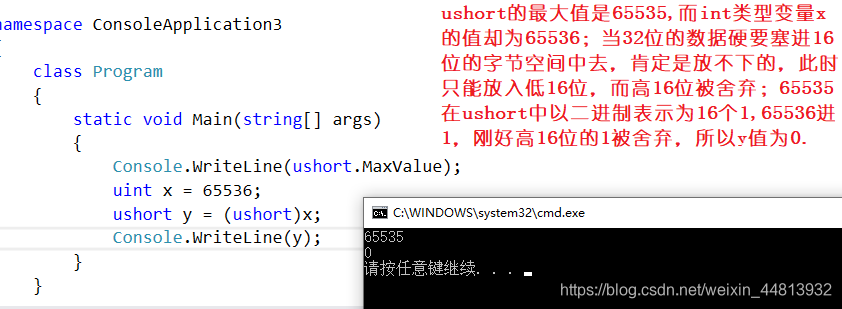 namespace ConsoleApplication3
{
class Program
{
static void Main(string[] args)
{
Console.WriteLine(ushort.MaxValue);
uint x = 65536;
ushort y = (ushort)x;
Console.WriteLine(y);
}
}
ushort的最大值是65535,而int类型变量x
的值却为65536；当32位的数据硬要塞进16
位的字节空间中去，肯定是放不下的，此时
只能放入低16位，而高16位被舍弃；65535
在ushort中以二进制表示为16个1,65536进
1，刚好高16位的1被舍弃，所以y值为0.
C:\WINDOWS\system32\cmd.exe
65535
0
请按任意键继续. . .
https://blog.csdn.net/weixin_44813932